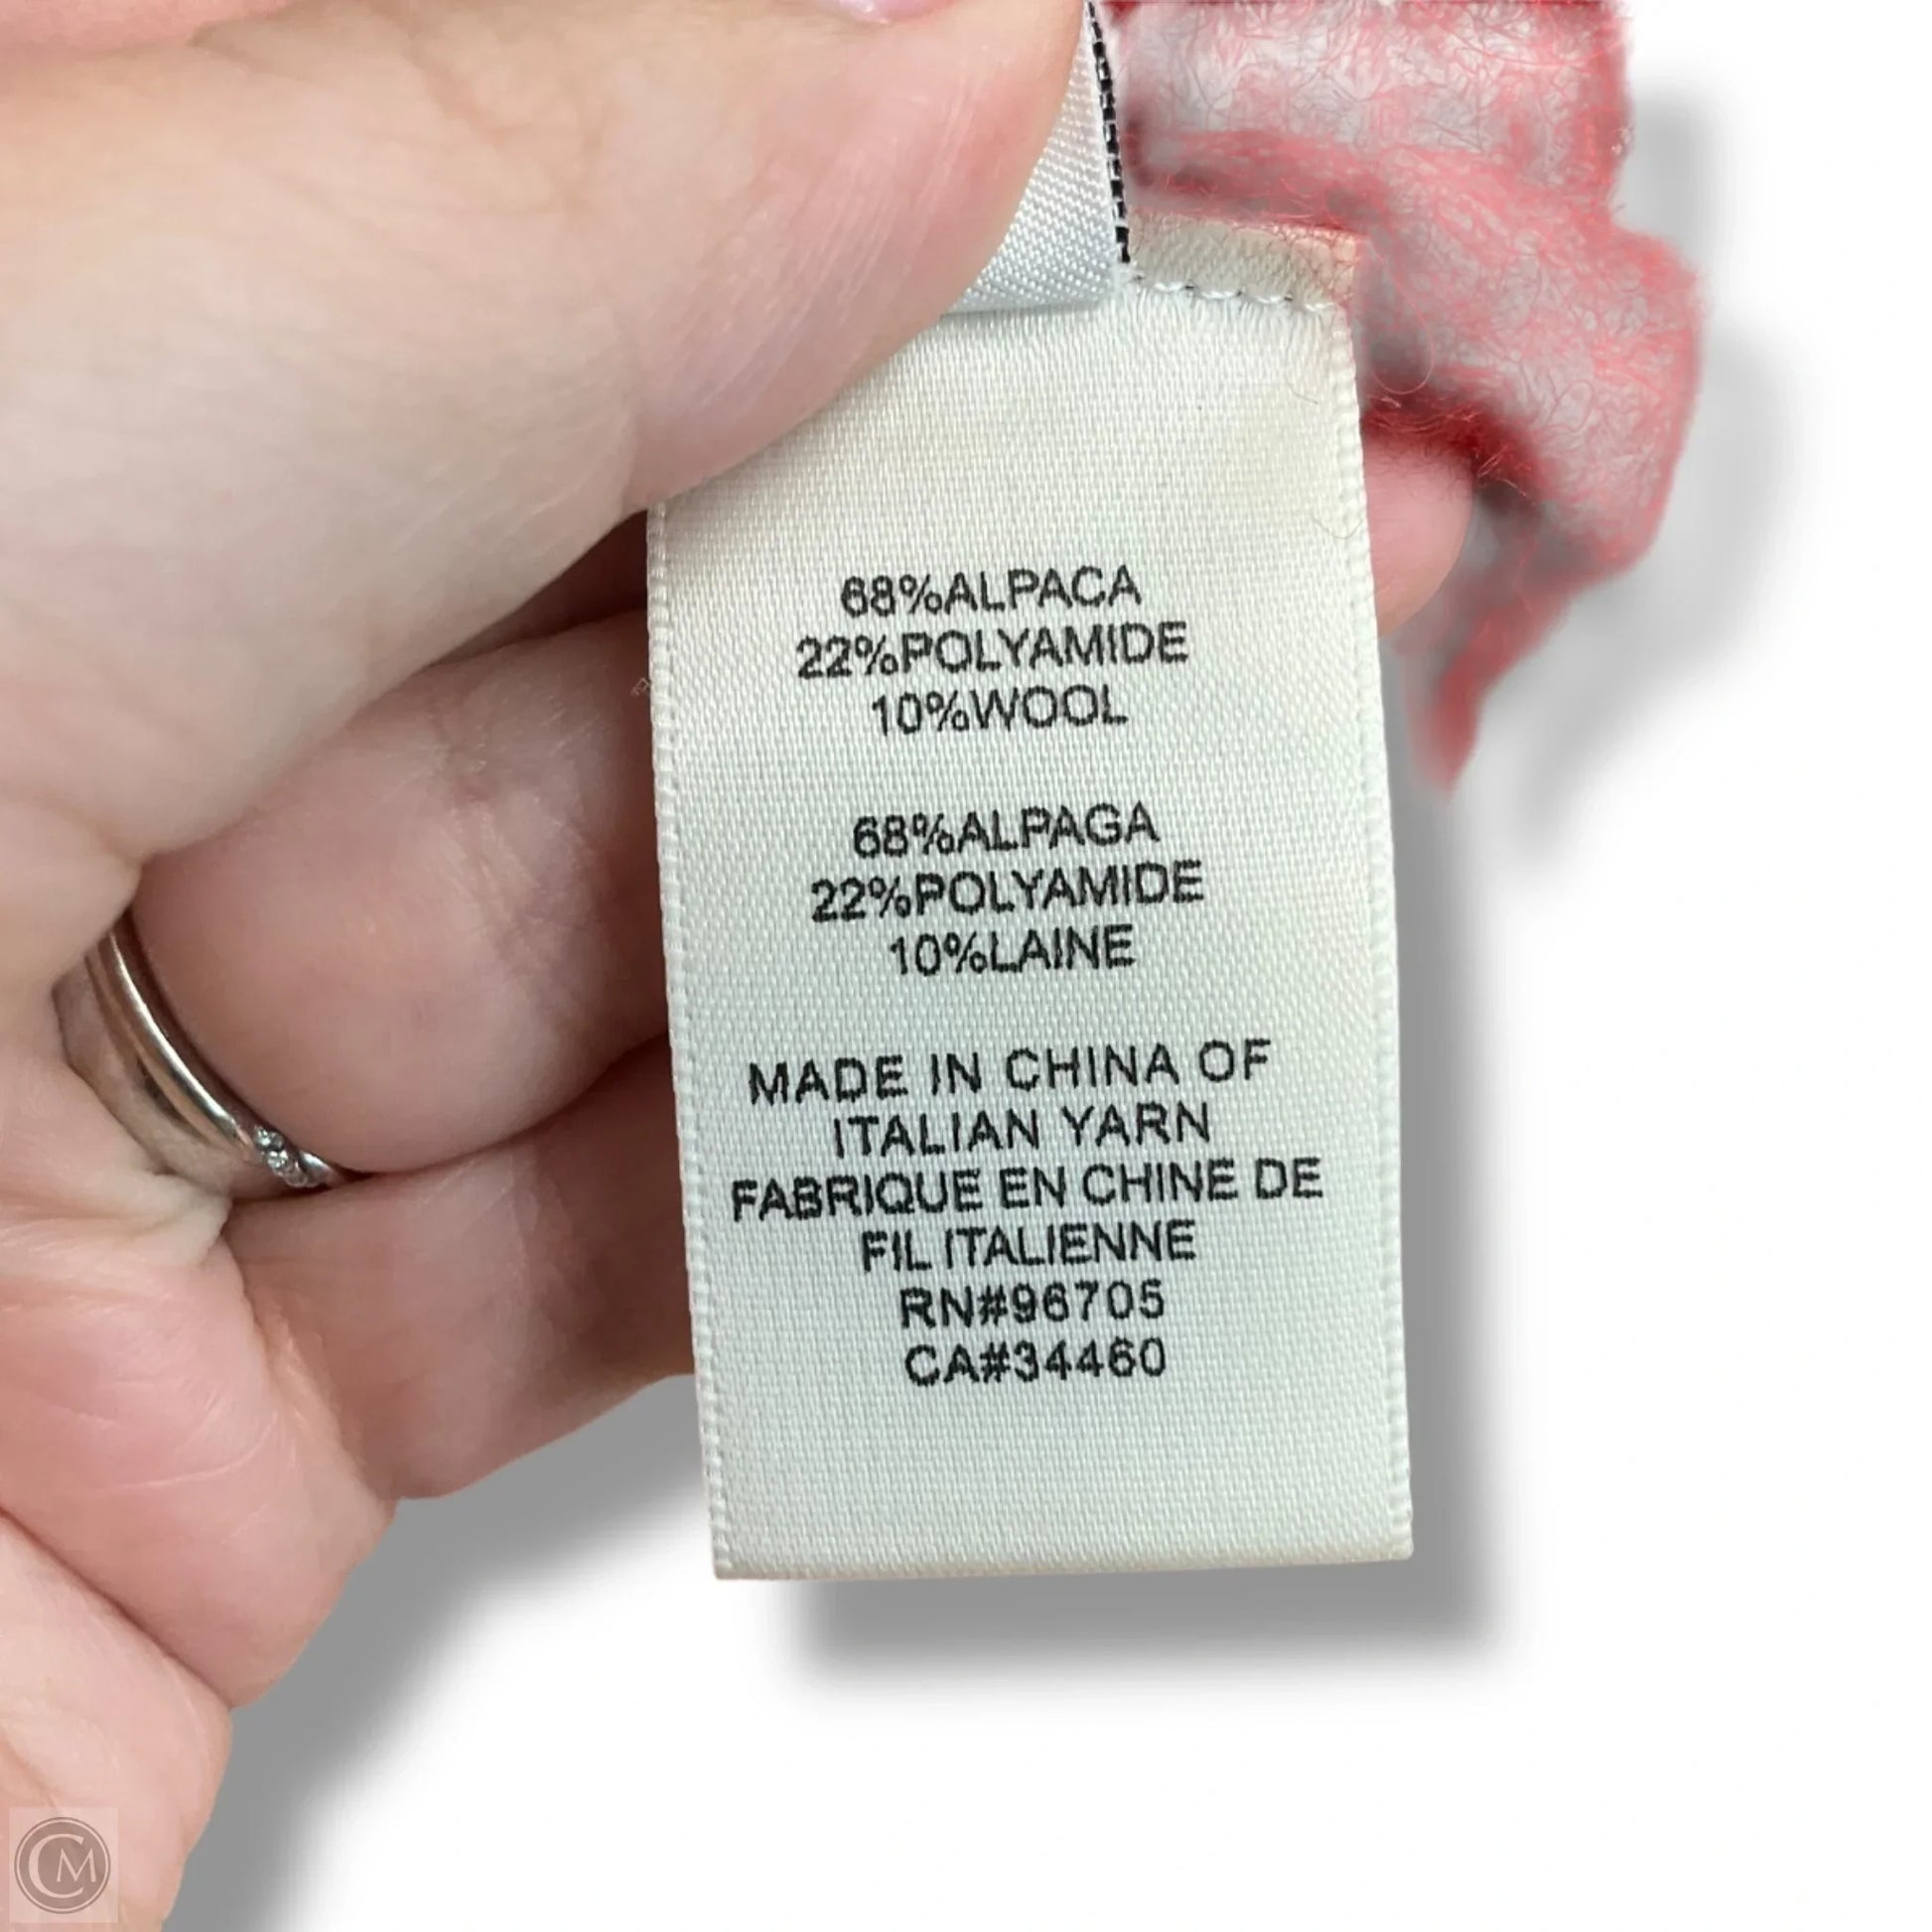 68%ALPACA
22%POLYAMIDE
10%WOOL
68%ALPAGA
22%POLYAMIDE
10%LAINE
MADE IN CHINA OF
ITALIAN YARN
FABRIQUE EN CHINE DE
FIL ITALIENNE
RN#96705
CA#34460
CM